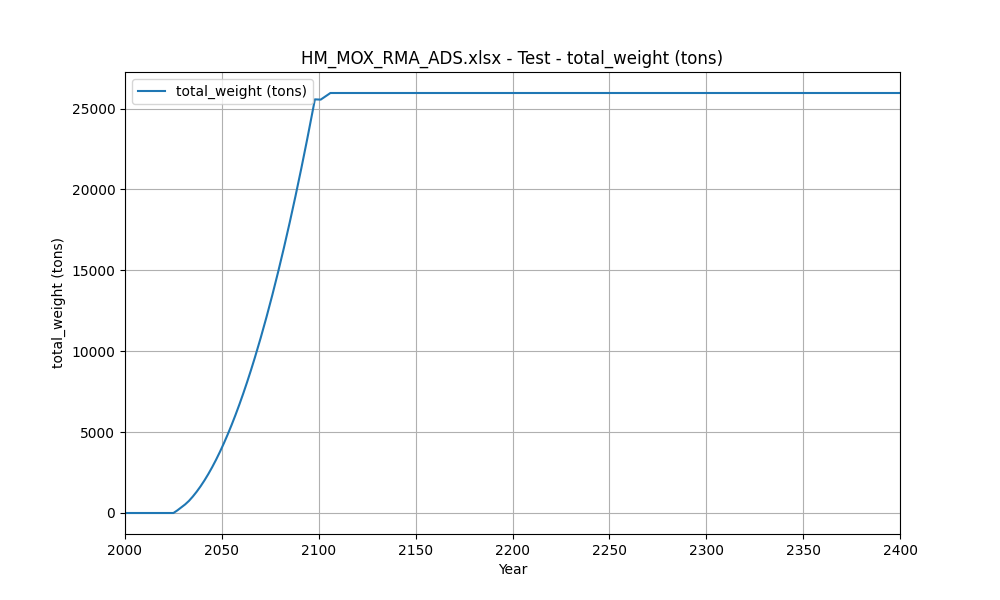 HM_MOX_RMA_ADS.xlsx - Test - total_weight (tons)
total_weight (tons)
25000
20000
15000
10000
5000
0
total_weight (tons)
2000 2050 2100 2150 2200 2250 2300 2350 2400
Year